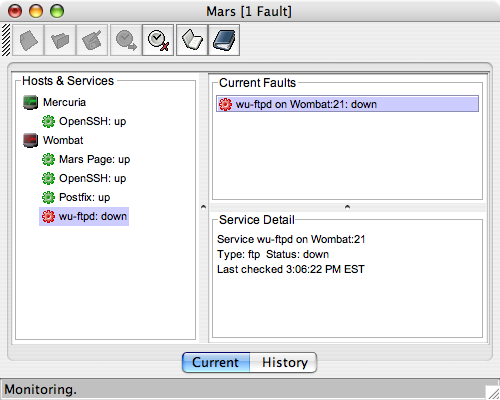 Mars [1 Fault]
Hosts & Services
Mercuria
OpenSSH: up
Wombat
Mars Page: up
OpenSSH: up
Postfix: up
wu-ftpd: down
Current Faults
wu-ftpd on Wombat:21: down
Service Detail
Service wu-ftpd on Wombat:21
Type: ftp Status: down
Last checked 3:06:22 PM EST
Current History
Monitoring.